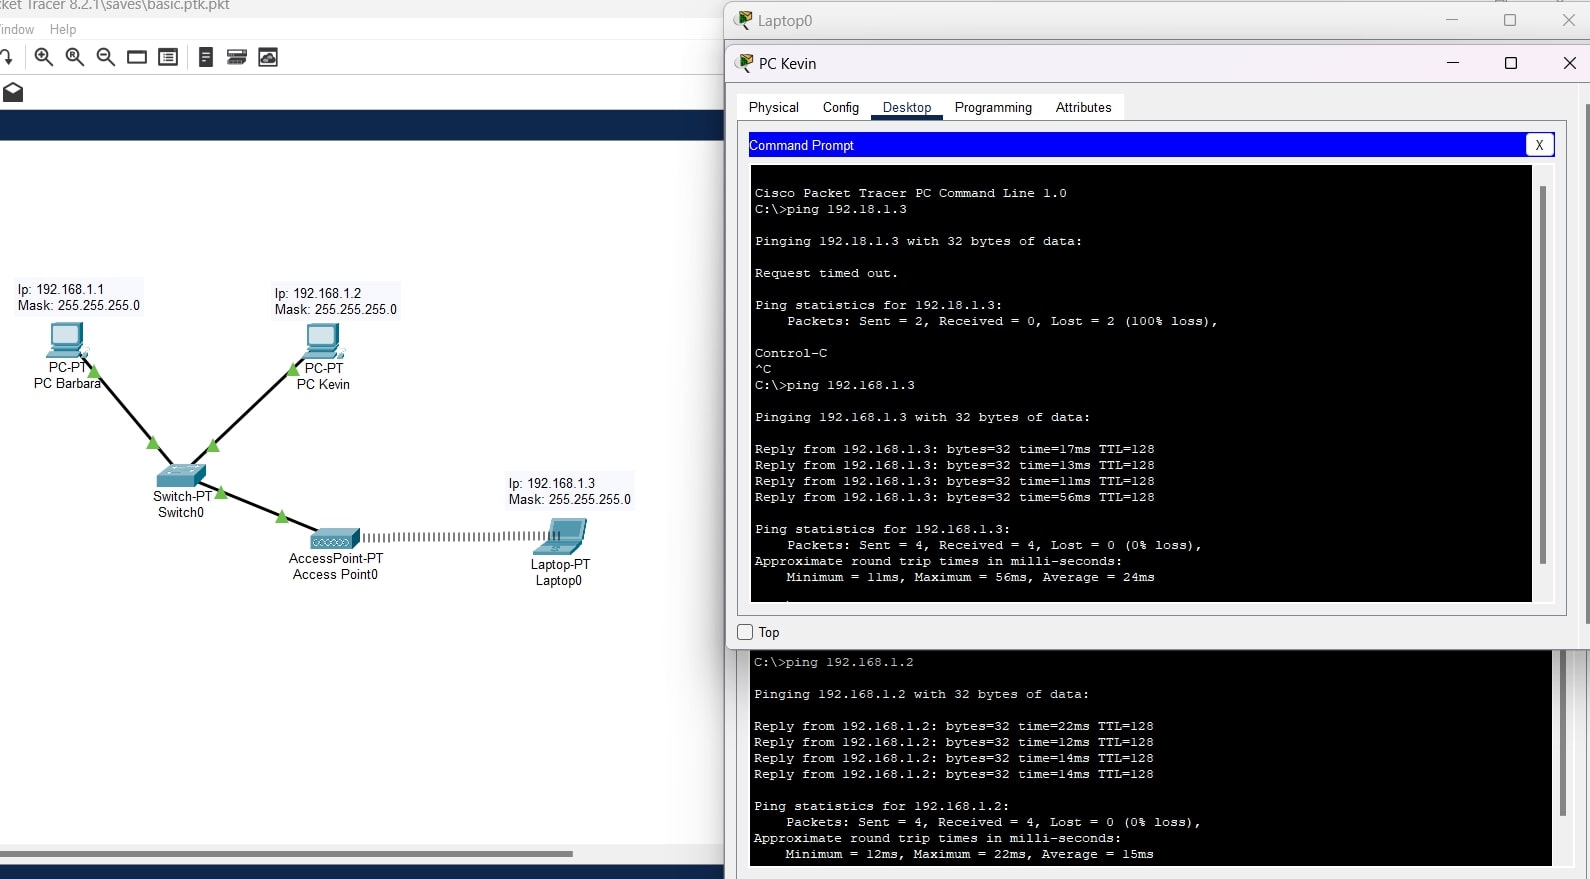 cket Tracer 8.2.1\saves\basic.ptk.pkt
indow Help
Ip: 192.168.1.1
Mask: 255.255.255.0
PC-PT
PC Barbara
Ip: 192.168.1.2
Mask: 255.255.255.0
PC-PT
PC Kevin
Switch-PT
Switch0
AccessPoint-PT
Access Point0
Ip: 192.168.1.3
Mask: 255.255.255.0
Laptop-PT
Laptop0
Laptop0
PC Kevin
Physical Config Desktop Programming Attributes
Command Prompt
X
Cisco Packet Tracer PC Command Line 1.0
C:\>ping 192.18.1.3
Pinging 192.18.1.3 with 32 bytes of data:
Request timed out.
Ping statistics for 192.18.1.3:
Packets: Sent = 2, Received = 0, Lost = 2 (100% loss),
Control-C
^C
C:\>ping 192.168.1.3
Pinging 192.168.1.3 with 32 bytes of data:
Reply from 192.168.1.3: bytes=32 time=17ms TTL=128
Reply from 192.168.1.3: bytes=32 time=13ms TTL=128
Reply from 192.168.1.3: bytes=32 time=11ms TTL=128
Reply from 192.168.1.3: bytes=32 time=56ms TTL=128
Ping statistics for 192.168.1.3:
Packets: Sent = 4, Received = 4, Lost = 0 (0% loss),
Approximate round trip times in milli-seconds:
Minimum = 11ms, Maximum = 56ms, Average = 24ms
Top
C:\>ping 192.168.1.2
Pinging 192.168.1.2 with 32 bytes of data:
Reply from 192.168.1.2: bytes=32 time=22ms TTL=128
Reply from 192.168.1.2: bytes=32 time=12ms TTL=128
Reply from 192.168.1.2: bytes=32 time=14ms TTL=128
Reply from 192.168.1.2: bytes=32 time=14ms TTL=128
Ping statistics for 192.168.1.2:
Packets: Sent = 4, Received = 4, Lost = 0 (0% loss),
Approximate round trip times in milli-seconds:
Minimum = 12ms, Maximum = 22ms, Average = 15ms